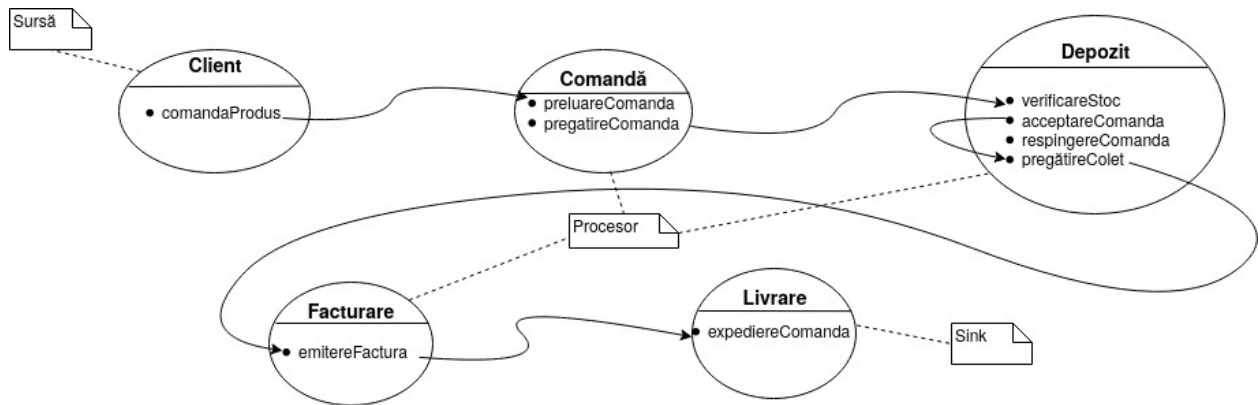 Sursă
Client
comandaProdus
Comandă
preluareComanda
pregatireComanda
Depozit
verificareStoc
acceptareComanda
respingereComanda
pregătireColet
Procesor
Facturare
emitereFactura
Livrare
expediereComanda
Sink